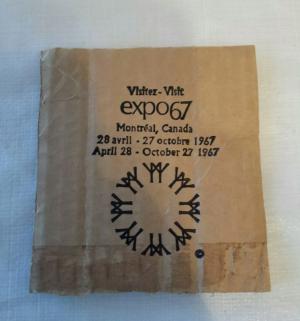 Visitez - Visit
expo67
Montréal, Canada
28 avril - 27 octobre 1967
April 28 - October 27 1967